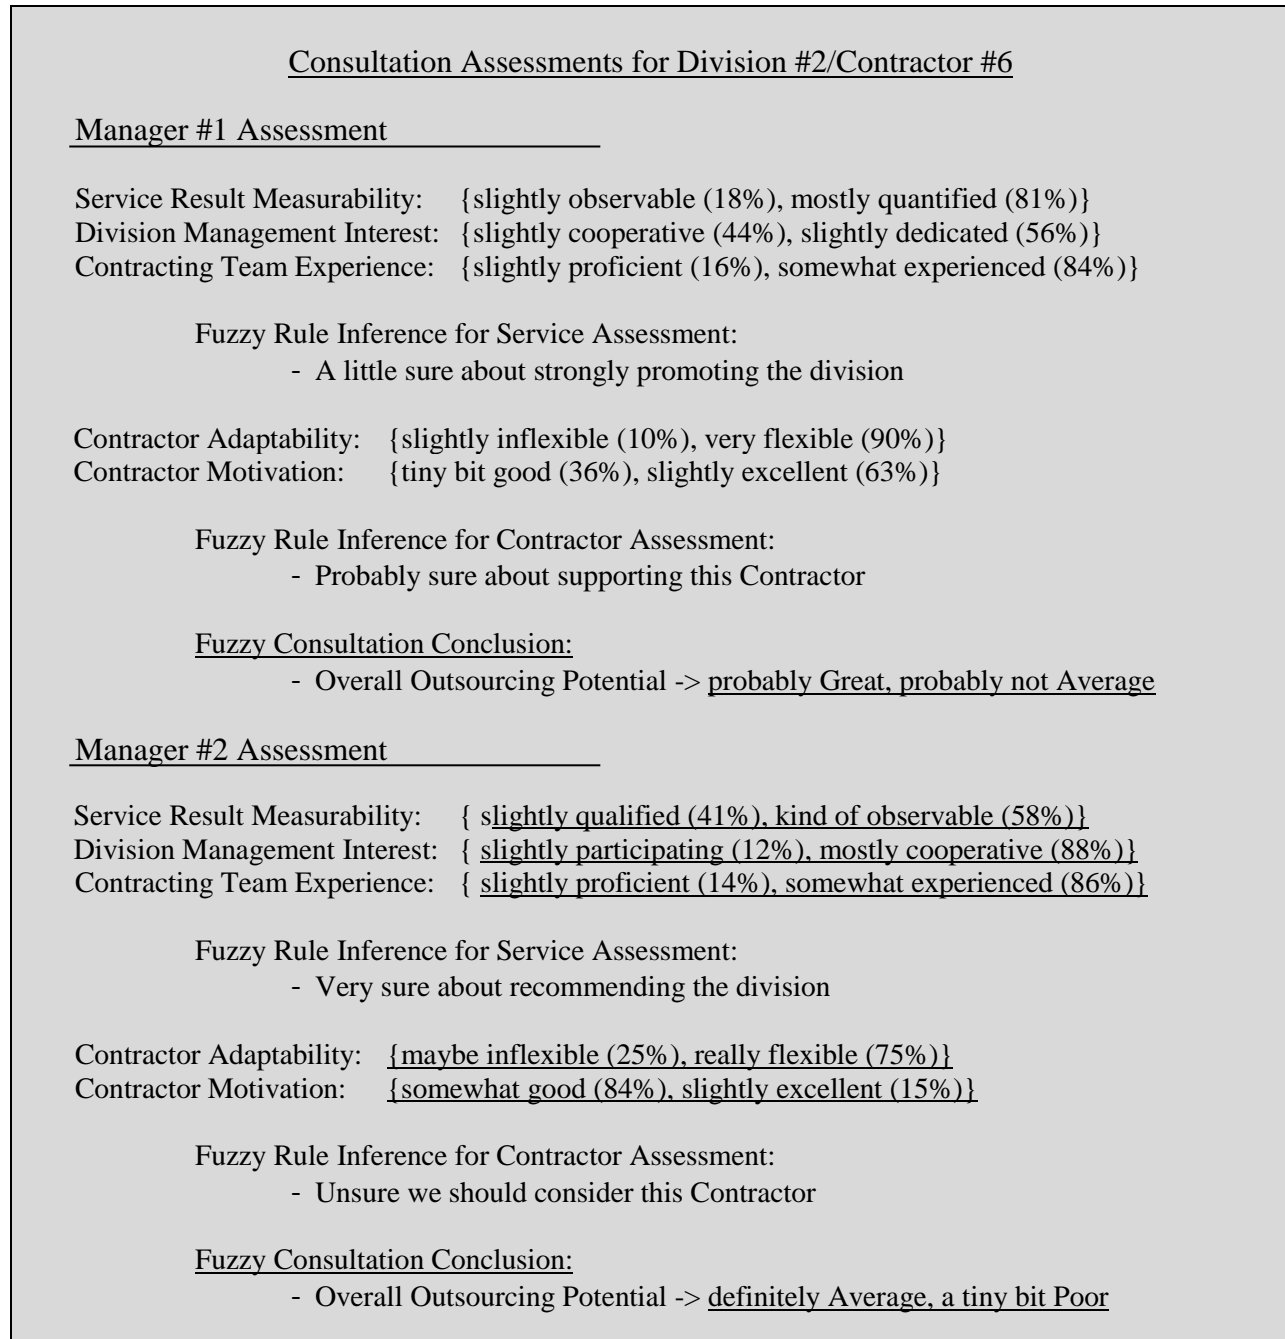 Consultation Assessments for Division #2/Contractor #6
Manager #1 Assessment
Service Result Measurability: {slightly observable (18%), mostly quantified (81%)}
Division Management Interest: {slightly cooperative (44%), slightly dedicated (56%)}
Contracting Team Experience: {slightly proficient (16%), somewhat experienced (84%)}
Fuzzy Rule Inference for Service Assessment:
- A little sure about strongly promoting the division
Contractor Adaptability: {slightly inflexible (10%), very flexible (90%)}
Contractor Motivation: {tiny bit good (36%), slightly excellent (63%)}
Fuzzy Rule Inference for Contractor Assessment:
- Probably sure about supporting this Contractor
Fuzzy Consultation Conclusion:
- Overall Outsourcing Potential -> probably Great, probably not Average
Manager #2 Assessment
Service Result Measurability: { slightly qualified (41%), kind of observable (58%)}
Division Management Interest: { slightly participating (12%), mostly cooperative (88%)}
Contracting Team Experience: { slightly proficient (14%), somewhat experienced (86%)}
Fuzzy Rule Inference for Service Assessment:
- Very sure about recommending the division
Contractor Adaptability: {maybe inflexible (25%), really flexible (75%)}
Contractor Motivation: {somewhat good (84%), slightly excellent (15%)}
Fuzzy Rule Inference for Contractor Assessment:
- Unsure we should consider this Contractor
Fuzzy Consultation Conclusion:
- Overall Outsourcing Potential -> definitely Average, a tiny bit Poor